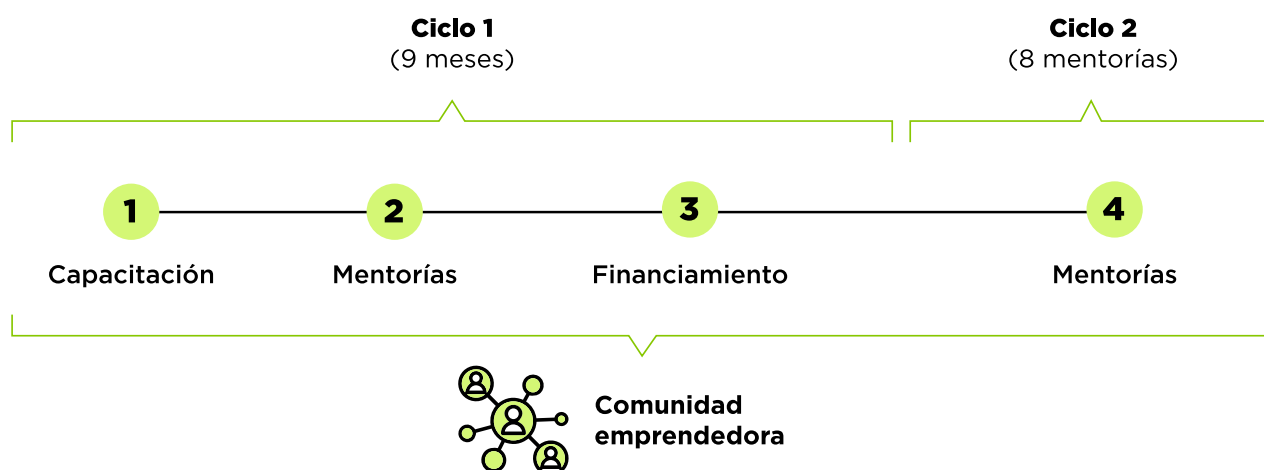 Ciclo 1
(9 meses)
Ciclo 2
(8 mentorías)
1
2
3
4
Capacitación
Mentorías
Financiamiento
Mentorías
Comunidad
emprendedora